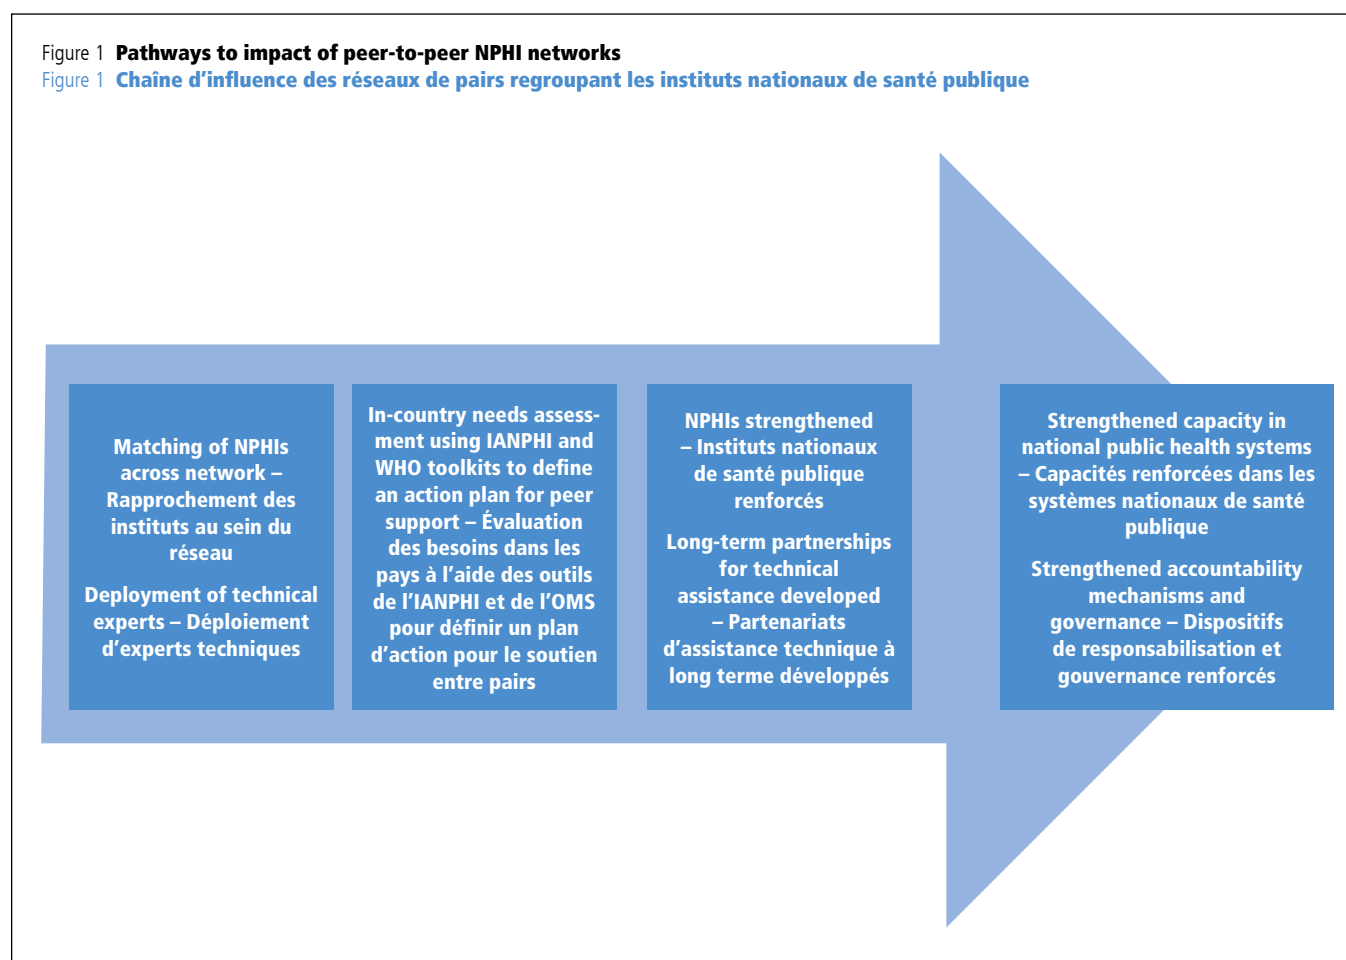 Figure 1 Pathways to impact of peer-to-peer NPHI networks
Figure 1 Chaîne d’influence des réseaux de pairs regroupant les instituts nationaux de santé publique
Matching of NPHIs
across network –
Rapprochement des
instituts au sein du
réseau
Deployment of technical
experts – Déploiement
d’experts techniques
In-country needs assess-
ment using IANPHI and
WHO toolkits to define
an action plan for peer
support – Évaluation
des besoins dans les
pays à l’aide des outils
de l’IANPHI et de l’OMS
pour définir un plan
d’action pour le soutien
entre pairs
NPHIs strengthened
– Instituts nationaux
de santé publique
renforcés
Long-term partnerships
for technical
assistance developed
– Partenariats
d’assistance technique à
long terme développés
Strengthened capacity in
national public health systems
– Capacités renforcées dans les
systèmes nationaux de santé
publique
Strengthened accountability
mechanisms and
governance – Dispositifs
de responsabilisation et
gouvernance renforcés